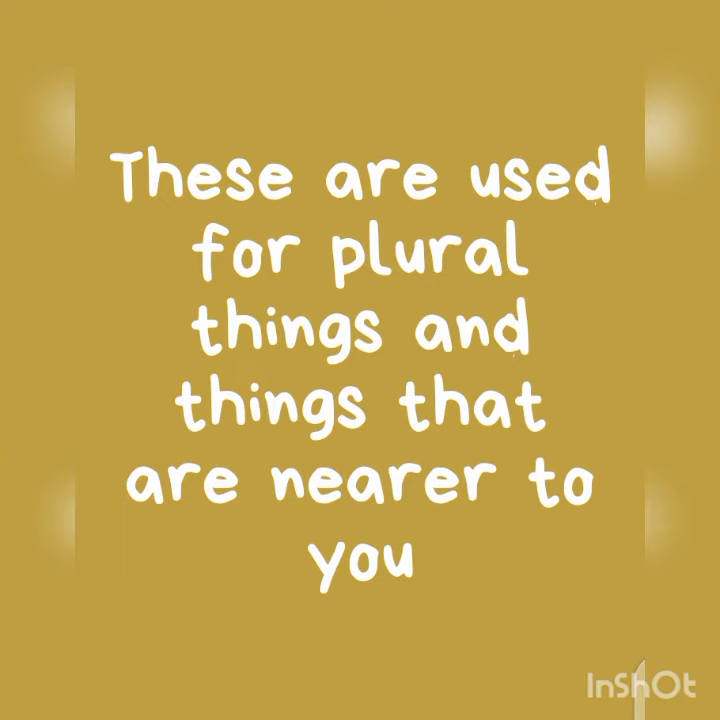 These are used
for plural
things and
things that
are nearer to
you
InShOt